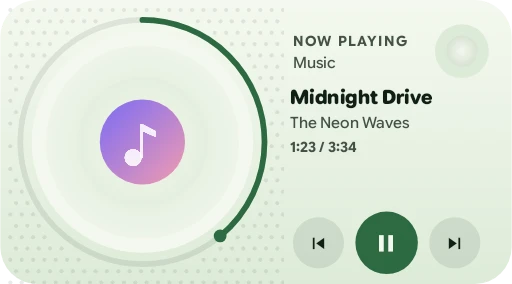 NOW PLAYING
Music
Midnight Drive
The Neon Waves
1:23 / 3:34